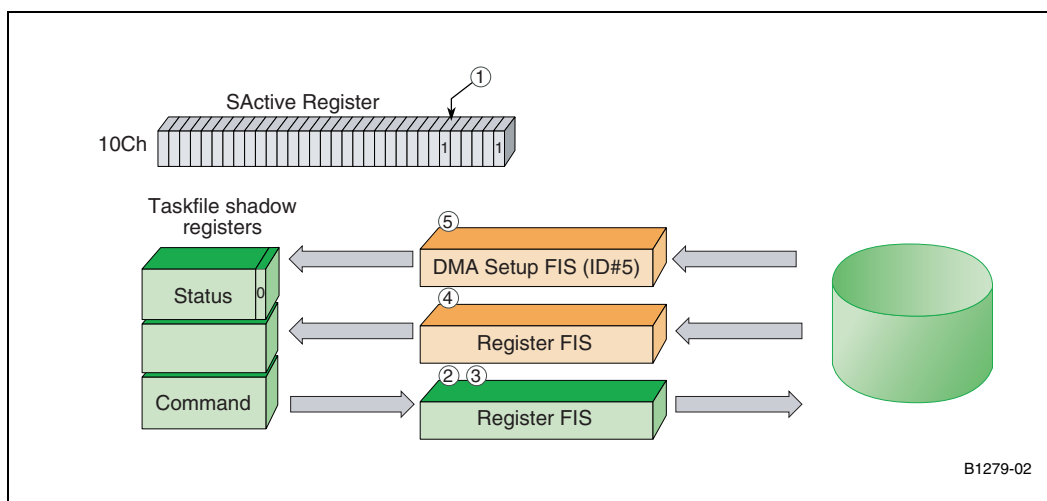 ①
SActive Register
10Ch
1 1
Taskfile shadow
registers
⑤
DMA Setup FIS (ID#5)
Status 0
④
Register FIS
② ③
Command
Register FIS
B1279-02